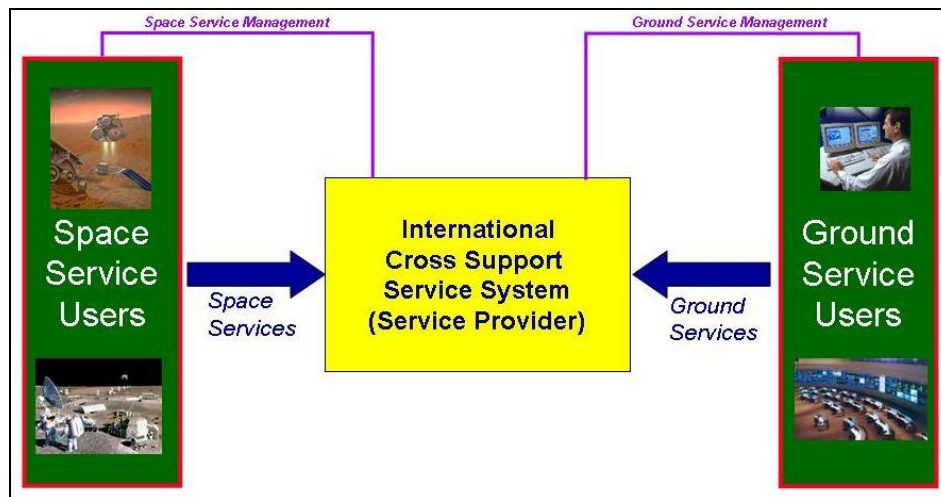 Space Service Management
Ground Service Management
Space
Service
Users
International
Cross Support
Service System
(Service Provider)
Space
Services
Ground
Services
Ground
Service
Users